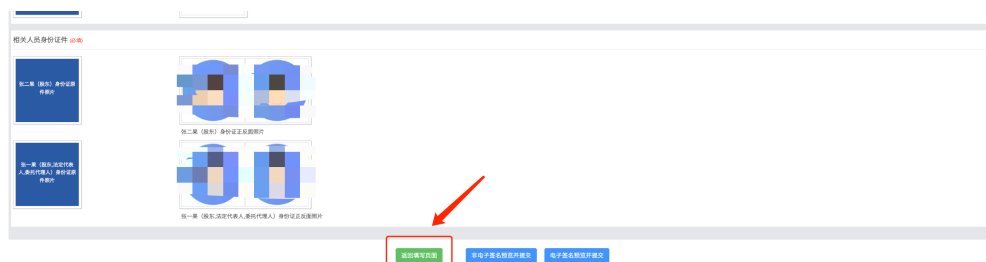 相关人员身份证件 (必填)
张二果（股东）身份证原
件照片
张二果（股东）身份证正反面照片
张一果（股东,法定代表
人,委托代理人）身份证原
件照片
张一果（股东,法定代表人,委托代理人）身份证正反面照片
返回填写页面
非电子签名预览并提交
电子签名预览并提交